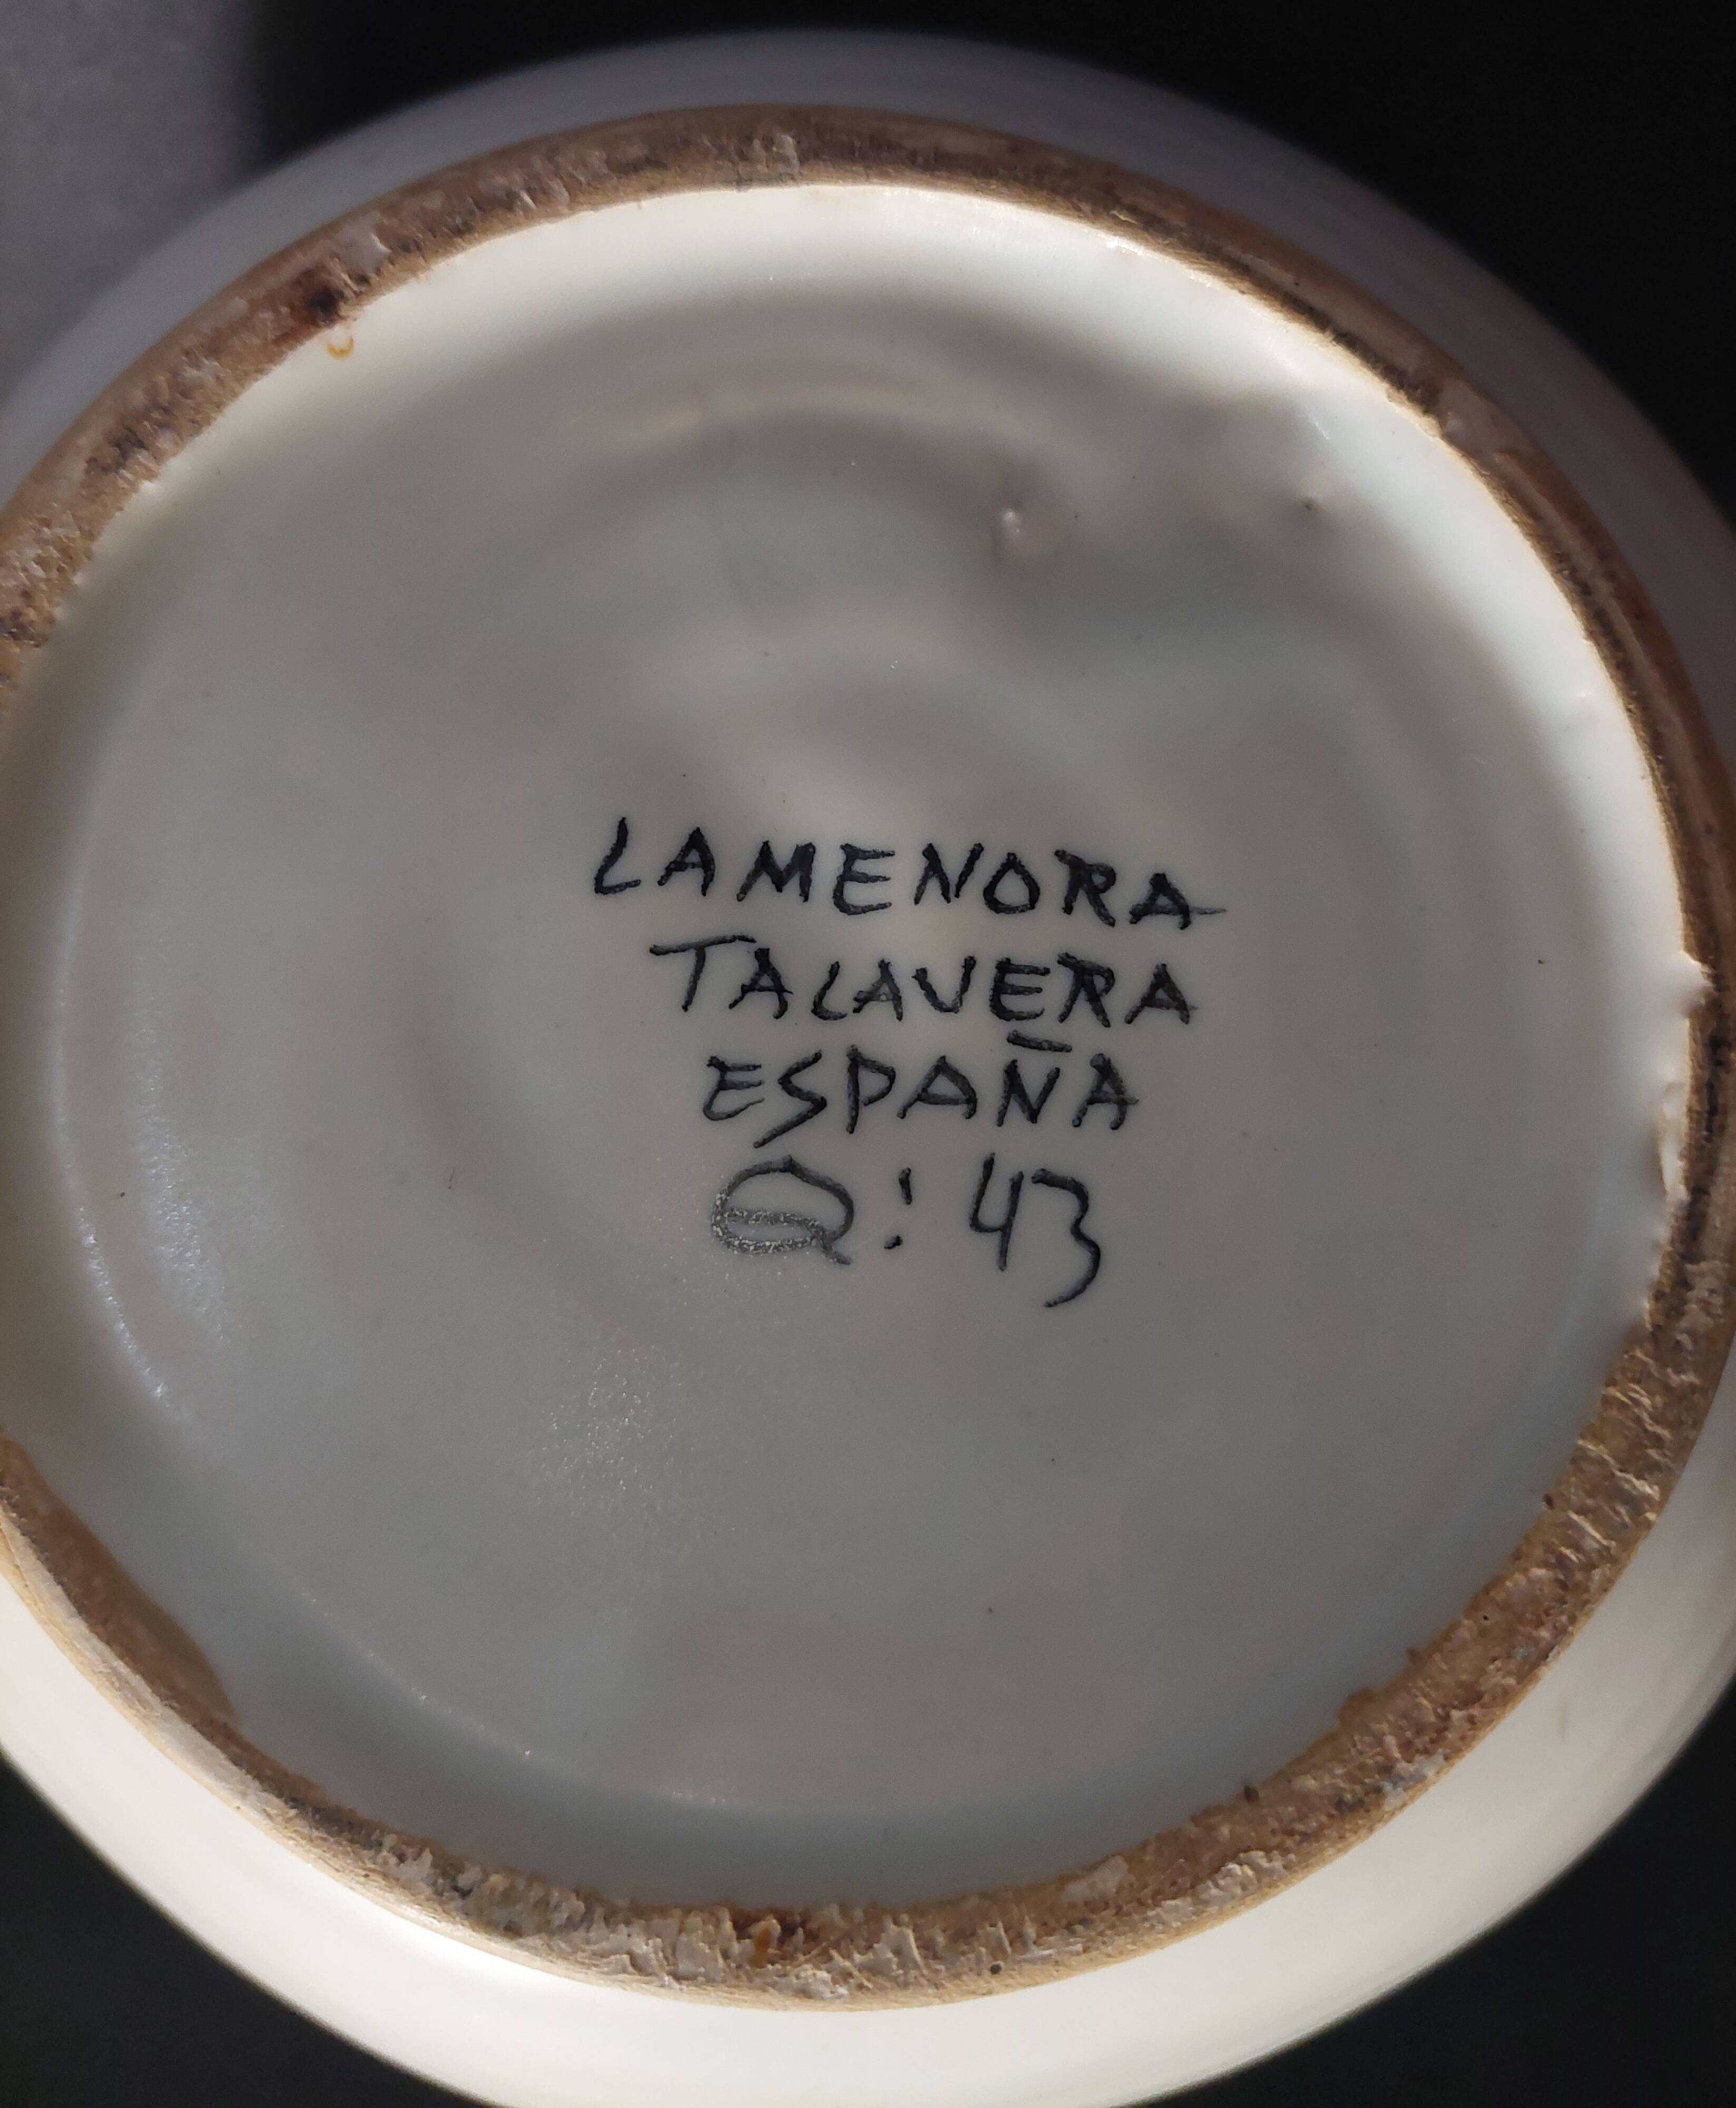 LAMENORA
TALAVERA
ESPAÑA
Q: 43